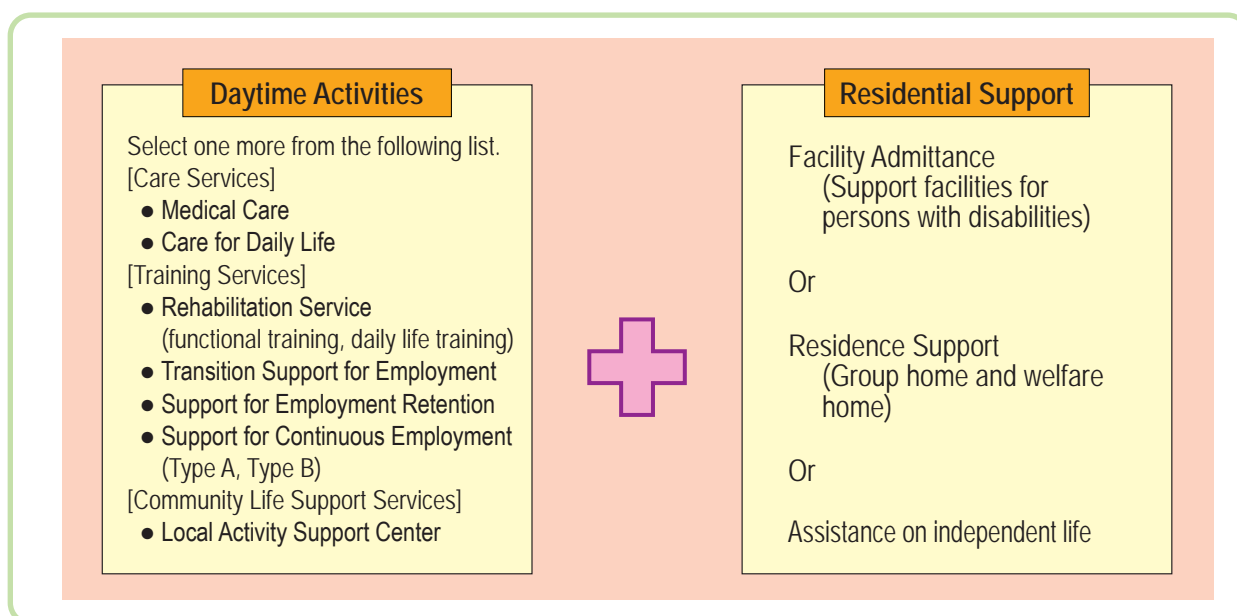 Daytime Activities
Select one more from the following list.
[Care Services]
● Medical Care
● Care for Daily Life
[Training Services]
● Rehabilitation Service
(functional training, daily life training)
● Transition Support for Employment
● Support for Employment Retention
● Support for Continuous Employment
(Type A, Type B)
[Community Life Support Services]
● Local Activity Support Center
Residential Support
Facility Admittance
(Support facilities for
persons with disabilities)
Or
Residence Support
(Group home and welfare
home)
Or
Assistance on independent life